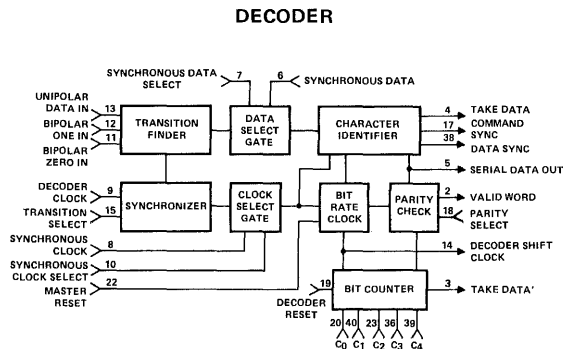 DECODER
SYNCHRONOUS DATA
SELECT
7
6
SYNCHRONOUS DATA
UNIPOLAR
DATA IN
13
BIPOLAR
ONE IN
12
11
BIPOLAR
ZERO IN
TRANSITION
FINDER
DATA
SELECT
GATE
CHARACTER
IDENTIFIER
4
TAKE DATA
17
COMMAND
SYNC
38
DATA SYNC
5
SERIAL DATA OUT
DECODER
CLOCK
9
TRANSITION
SELECT
15
SYNCHRONIZER
CLOCK
SELECT
GATE
BIT
RATE
CLOCK
PARITY
CHECK
2
VALID WORD
18
PARITY
SELECT
SYNCHRONOUS
CLOCK
8
SYNCHRONOUS
CLOCK SELECT
10
MASTER
RESET
22
14
DECODER SHIFT
CLOCK
19
DECODER
RESET
BIT COUNTER
3
TAKE DATA'
20 40 23 36 39
C0 C1 C2 C3 C4